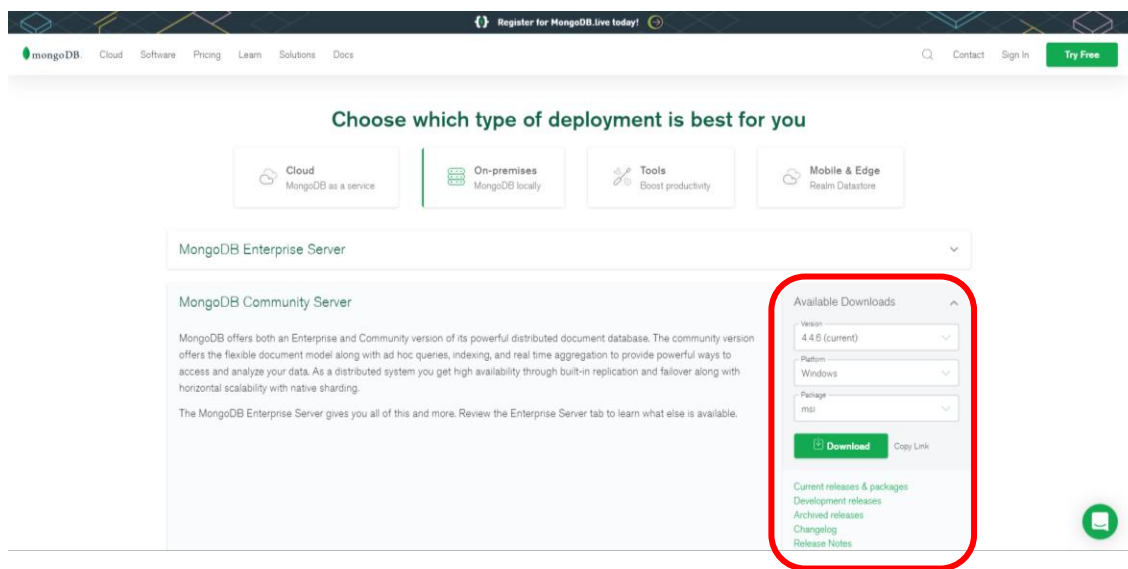 {} Register for MongoDB.live today!
mongoDB. Cloud Software Pricing Learn Solutions Docs Contact Sign In Try Free
Choose which type of deployment is best for you
Cloud
MongoDB as a service
On-premises
MongoDB locally
Tools
Boost productivity
Mobile & Edge
Realm Datastore
MongoDB Enterprise Server
MongoDB Community Server
MongoDB offers both an Enterprise and Community version of its powerful distributed document database. The community version
offers the flexible document model along with ad hoc queries, indexing, and real time aggregation to provide powerful ways to
access and analyze your data. As a distributed system you get high availability through built-in replication and failover along with
horizontal scalability with native sharding.
The MongoDB Enterprise Server gives you all of this and more. Review the Enterprise Server tab to learn what else is available.
Available Downloads
Version
4.4.6 (current)
Platform
Windows
Package
msi
Download Copy Link
Current releases & packages
Development releases
Archived releases
Changelog
Release Notes